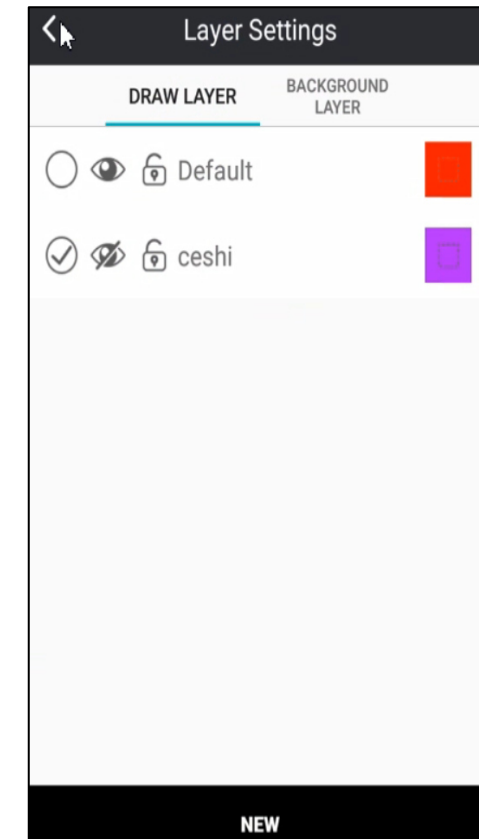 Layer Settings
DRAW LAYER
BACKGROUND
LAYER
Default
ceshi
NEW